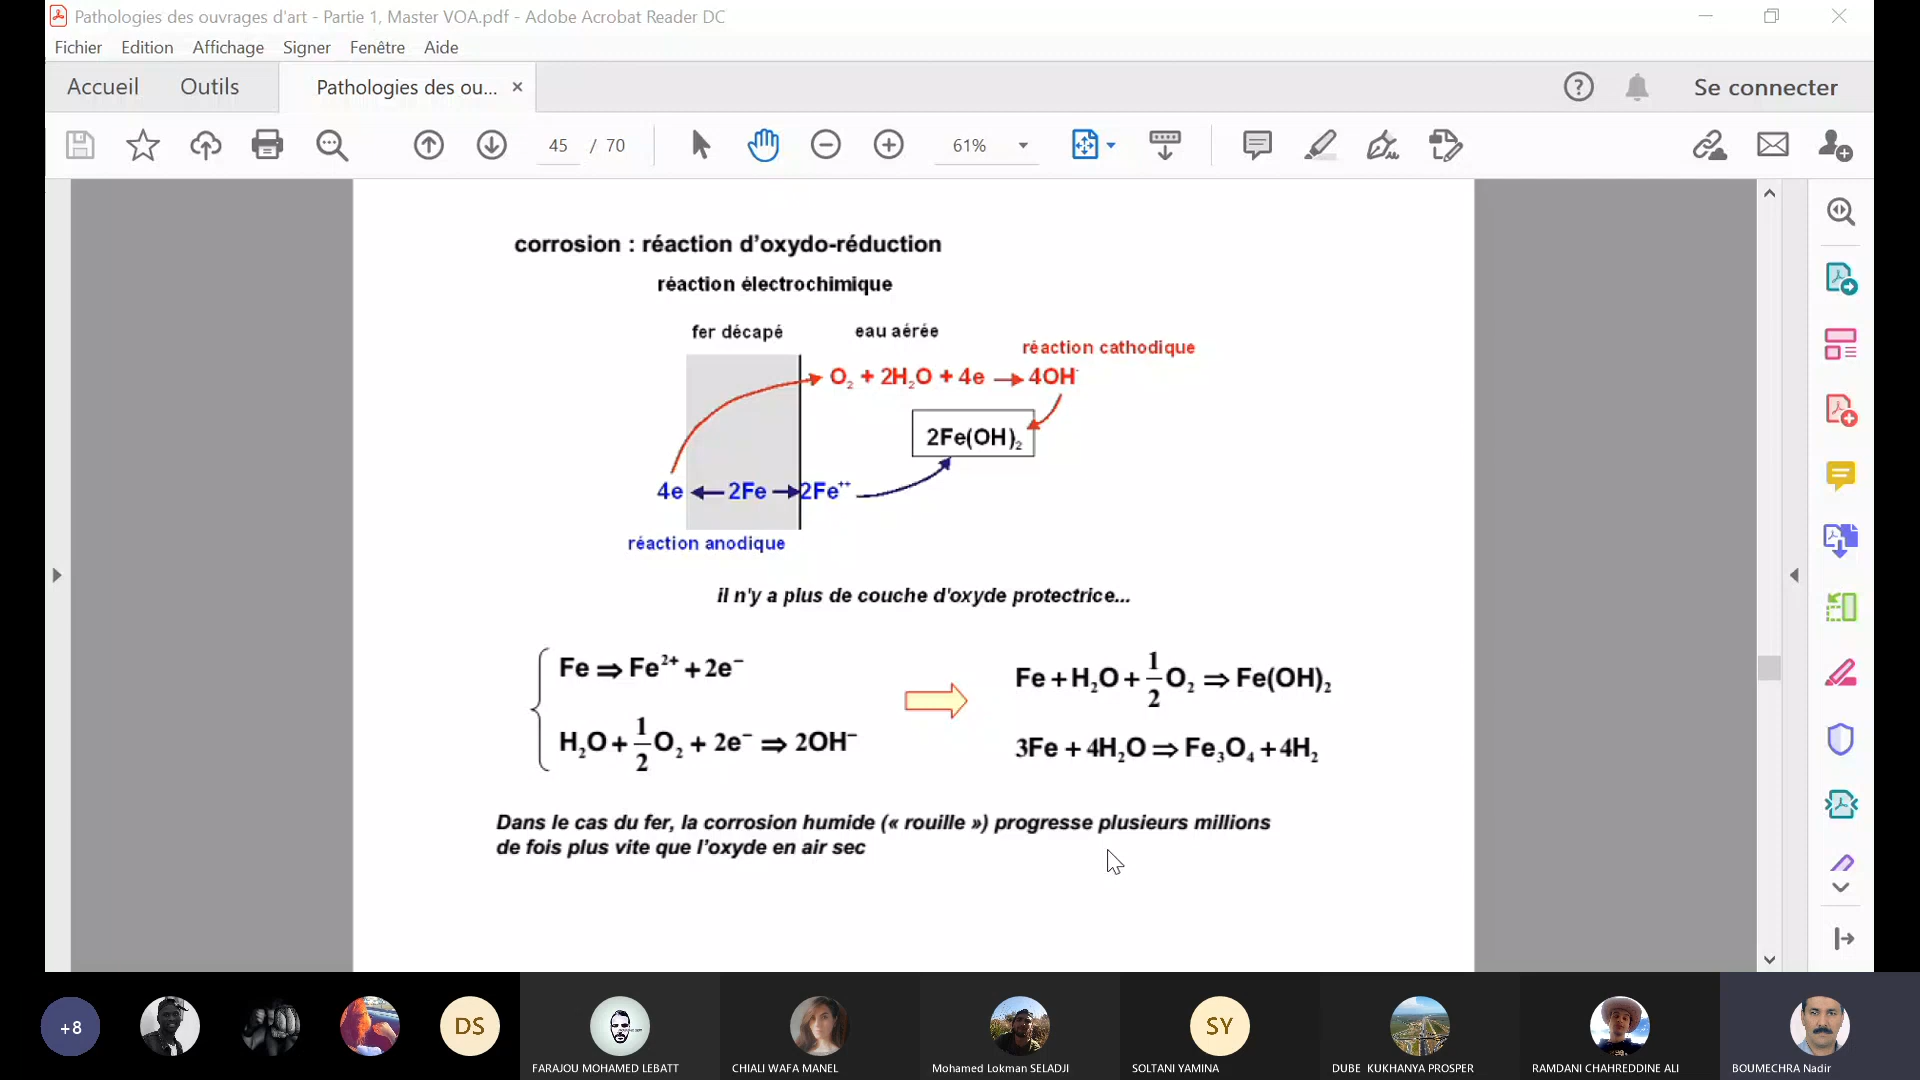 Pathologies des ouvrages d'art - Partie 1, Master VOA.pdf - Adobe Acrobat Reader DC
Fichier Edition Affichage Signer Fenêtre Aide
Accueil Outils Pathologies des ou... × Se connecter
45 / 70 61%
corrosion : réaction d'oxydo-réduction
réaction électrochimique
fer décapé eau aérée
réaction cathodique
O₂ + 2H₂O + 4e → 4OH⁻
2Fe(OH)₂
4e ← 2Fe → 2Fe⁺⁺
réaction anodique
il n'y a plus de couche d'oxyde protectrice...
Fe ⇒ Fe²⁺ + 2e⁻
H₂O + 1/2 O₂ + 2e⁻ ⇒ 2OH⁻
Fe + H₂O + 1/2 O₂ ⇒ Fe(OH)₂
3Fe + 4H₂O ⇒ Fe₃O₄ + 4H₂
Dans le cas du fer, la corrosion humide (« rouille ») progresse plusieurs millions
de fois plus vite que l'oxyde en air sec
+8 DS SY
FARAJOU MOHAMED LEBATT CHIALI WAFA MANEL Mohamed Lokman SELADJI SOLTANI YAMINA DUBE KUKHANYA PROSPER RAMDANI CHAHREDDINE ALI BOUMECHRA Nadir